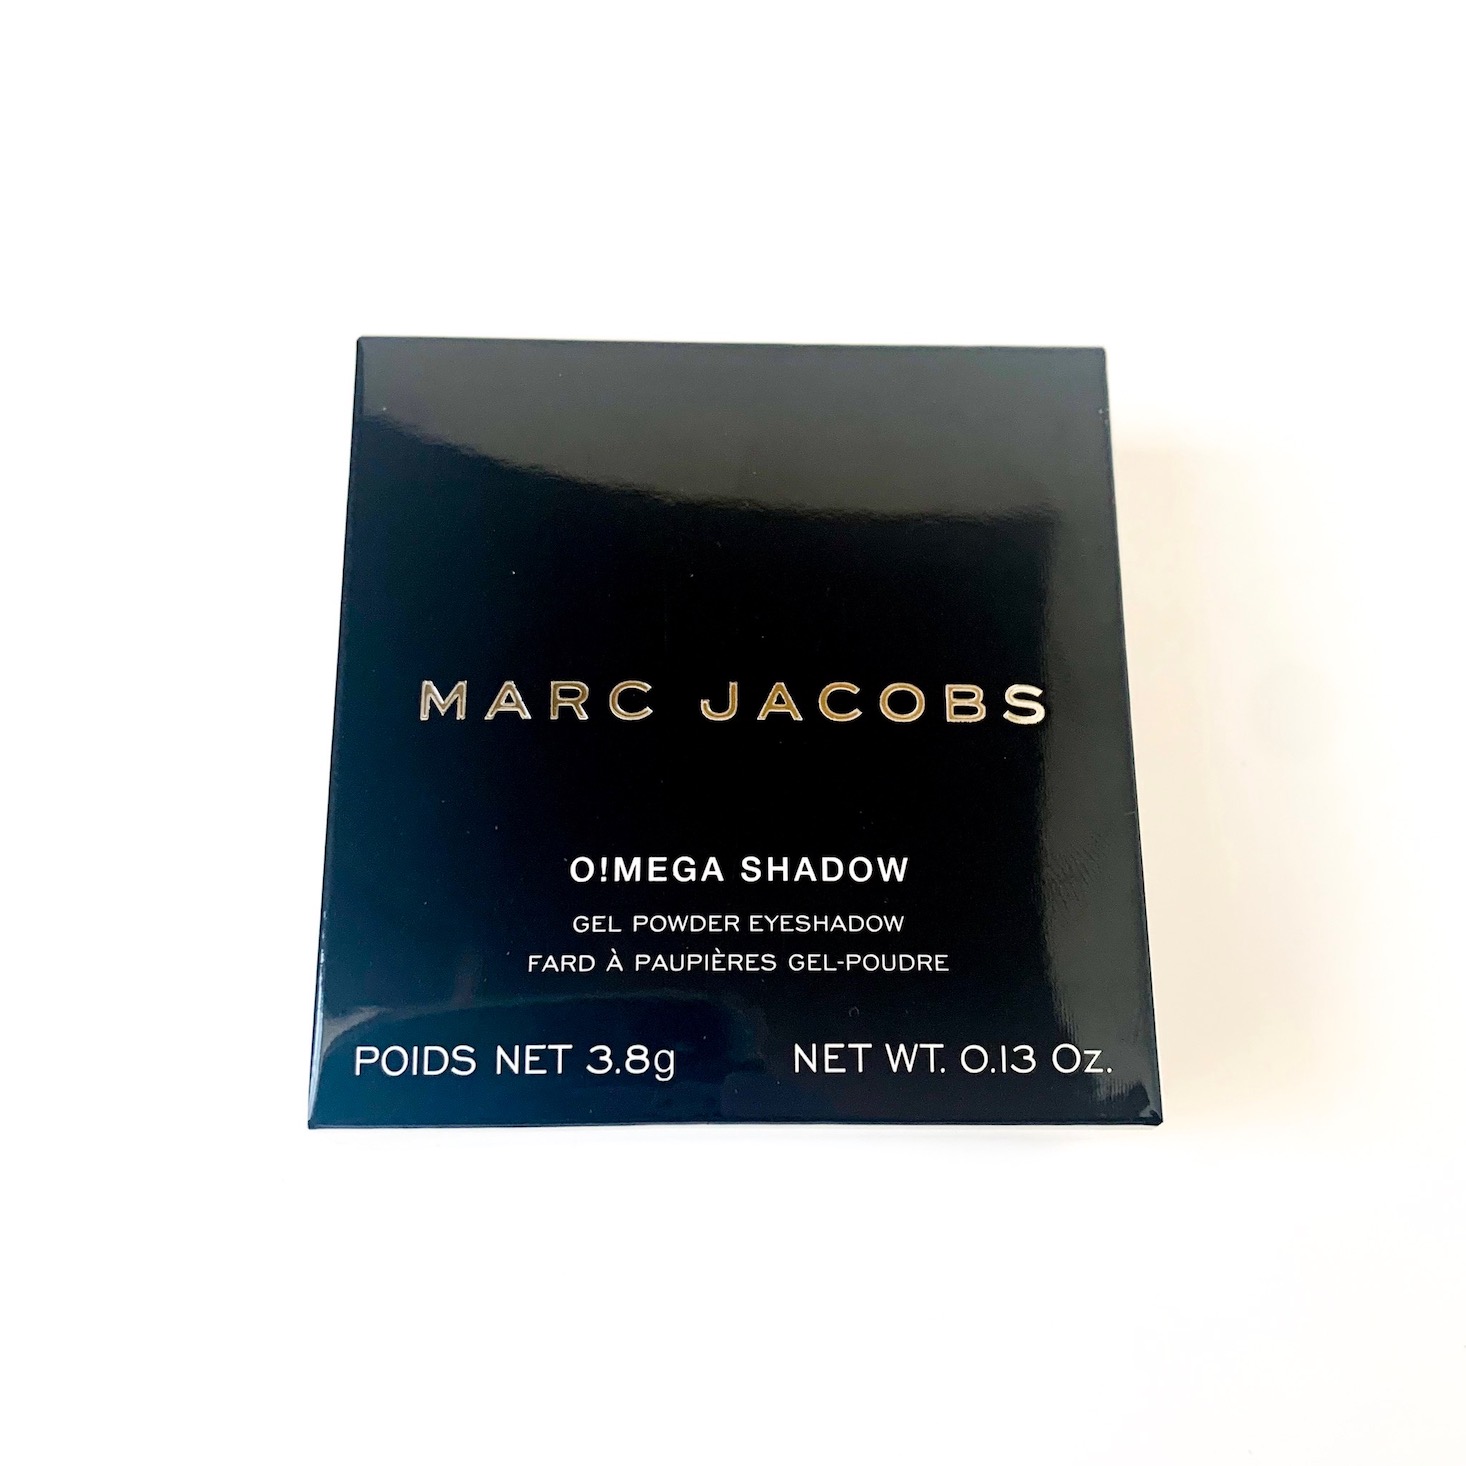 MARC JACOBS
O!MEGA SHADOW
GEL POWDER EYESHADOW
FARD À PAUPIÈRES GEL-POUDRE
POIDS NET 3.8g NET WT. 0.13 Oz.